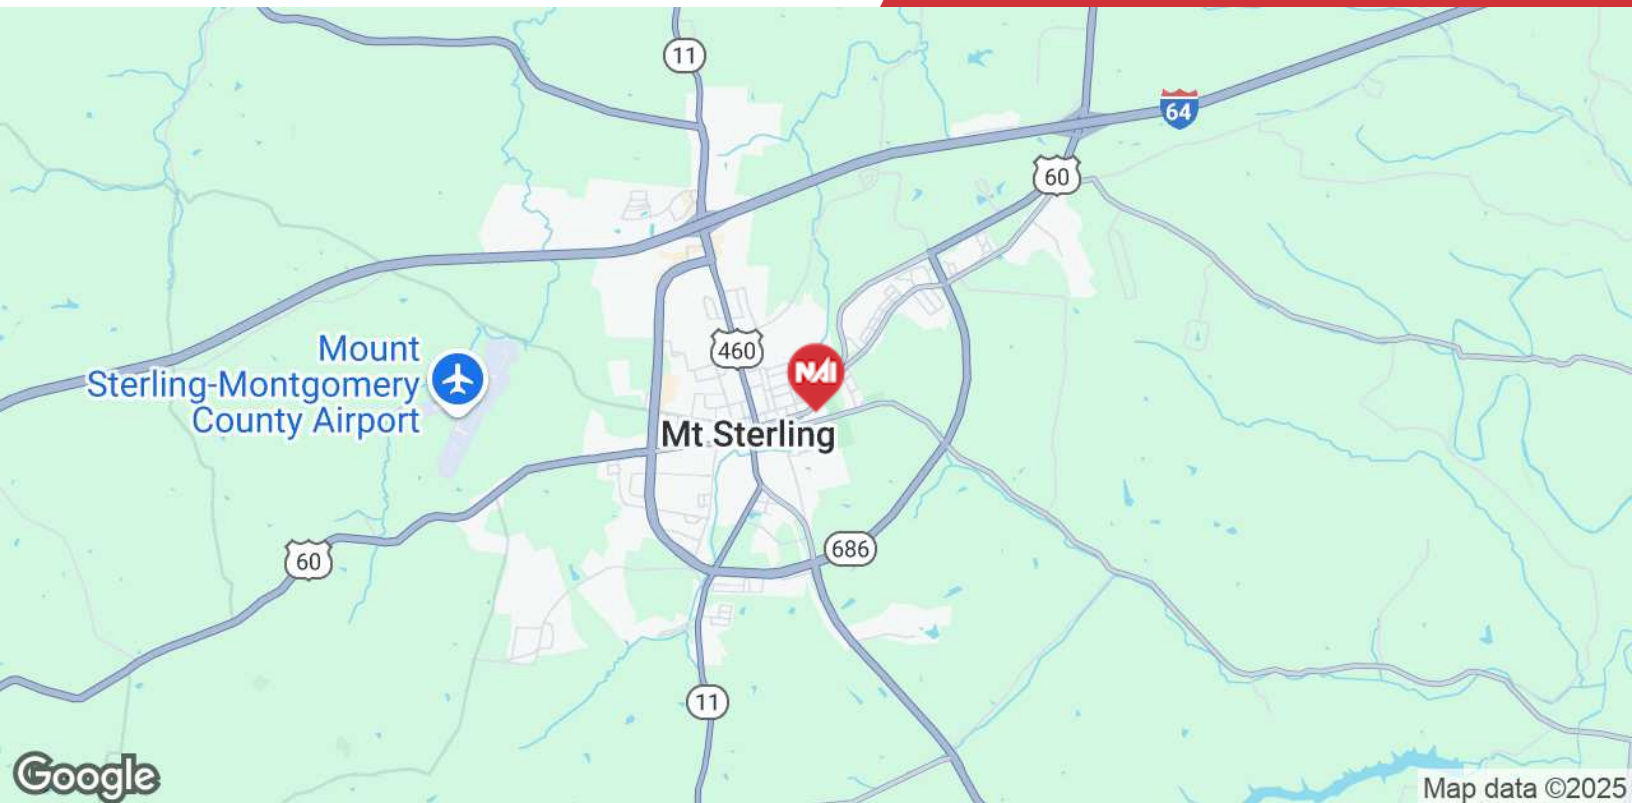 11
64
60
460
NAI
Mount
Sterling-Montgomery
County Airport
Mt Sterling
686
60
11
Google
Map data ©2025